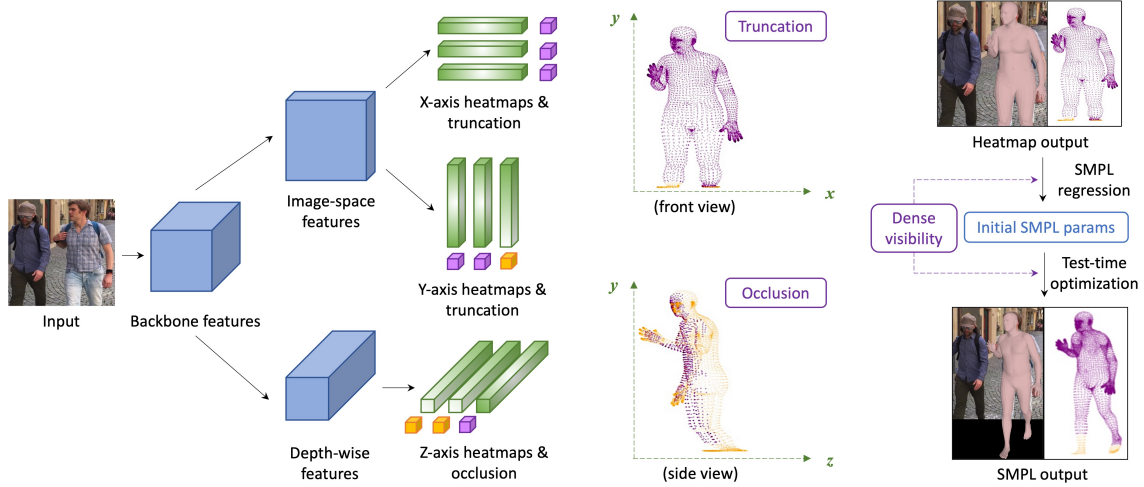 X-axis heatmaps &
truncation
Image-space
features
Input
Backbone features
Y-axis heatmaps &
truncation
Depth-wise
features
Z-axis heatmaps &
occlusion
y
Truncation
x
(front view)
y
Occlusion
z
(side view)
Heatmap output
SMPL
regression
Dense
visibility
Initial SMPL params
Test-time
optimization
SMPL output